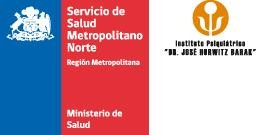 Servicio de
Salud
Metropolitano
Norte
Región Metropolitana
Ministerio de
Salud
Instituto Psiquiátrico
"DR. JOSÉ HORWITZ BARAK"